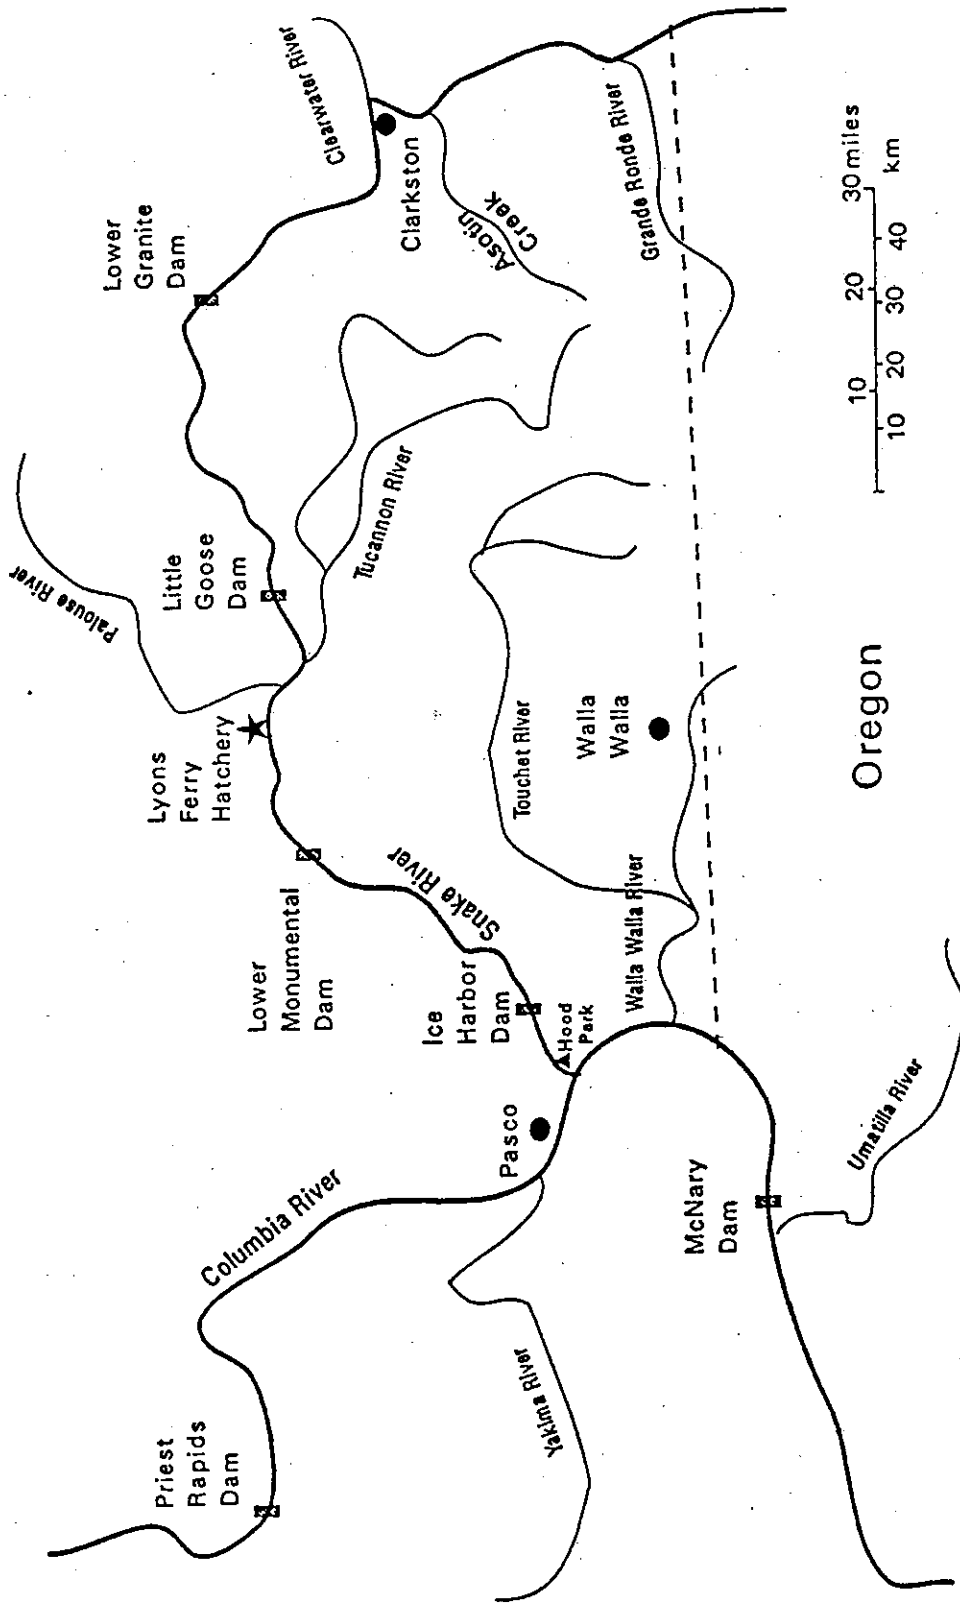 Priest
Rapids
Dam
Columbia River
Yakima River
Pasco
McNary
Dam
Umatilla River
Ice
Harbor
Dam
Hood
Park
Lower
Monumental
Dam
Snake River
Lyons
Ferry
Hatchery
Palouse River
Little
Goose
Dam
Tucannon River
Touchet River
Walla
Walla
Walla Walla River
Oregon
Lower
Granite
Dam
Clearwater River
Clarkston
Asotin
Creek
Grande Ronde River
10 20 30 miles
10 20 30 40 km